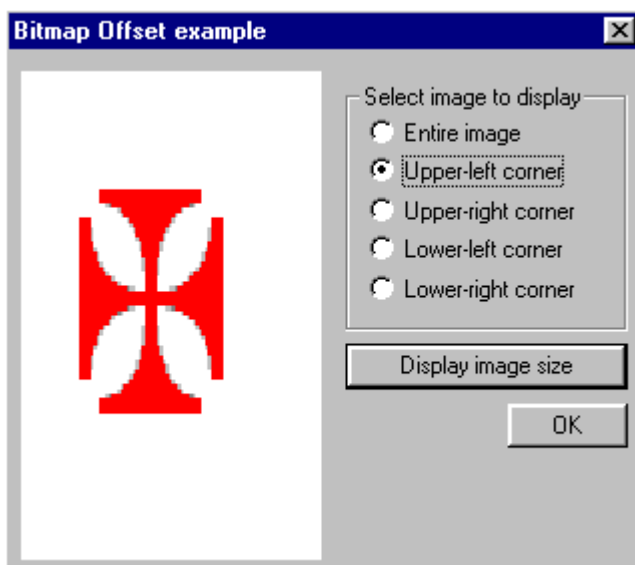 Bitmap Offset example
Select image to display
Entire image
Upper-left corner
Upper-right corner
Lower-left corner
Lower-right corner
Display image size
OK